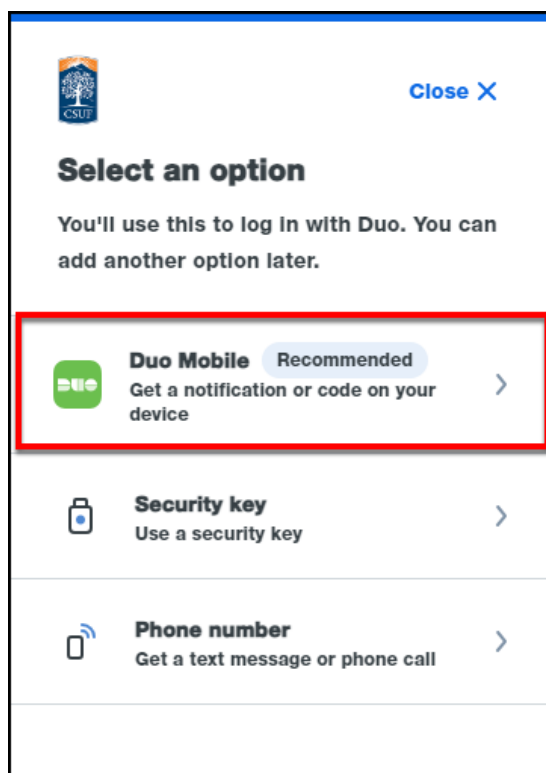 CSUF
Close
Select an option
You'll use this to log in with Duo. You can
add another option later.
DUO
Duo Mobile Recommended
Get a notification or code on your
device
Security key
Use a security key
Phone number
Get a text message or phone call